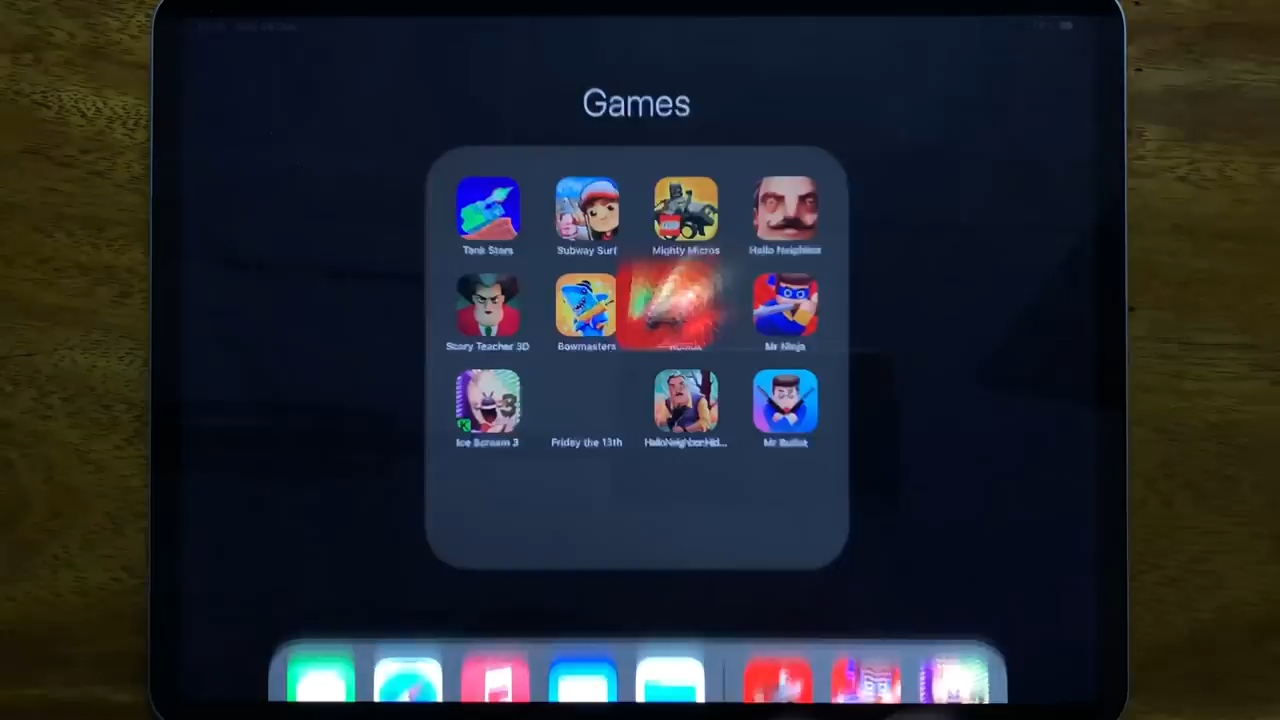 Games
Tank Stars
Subway Surf
Mighty Micros
Hello Neighbor
Scary Teacher 3D
Bowmasters
Mr Ninja
Ice Scream 3
Friday the 13th
Mr Bullet